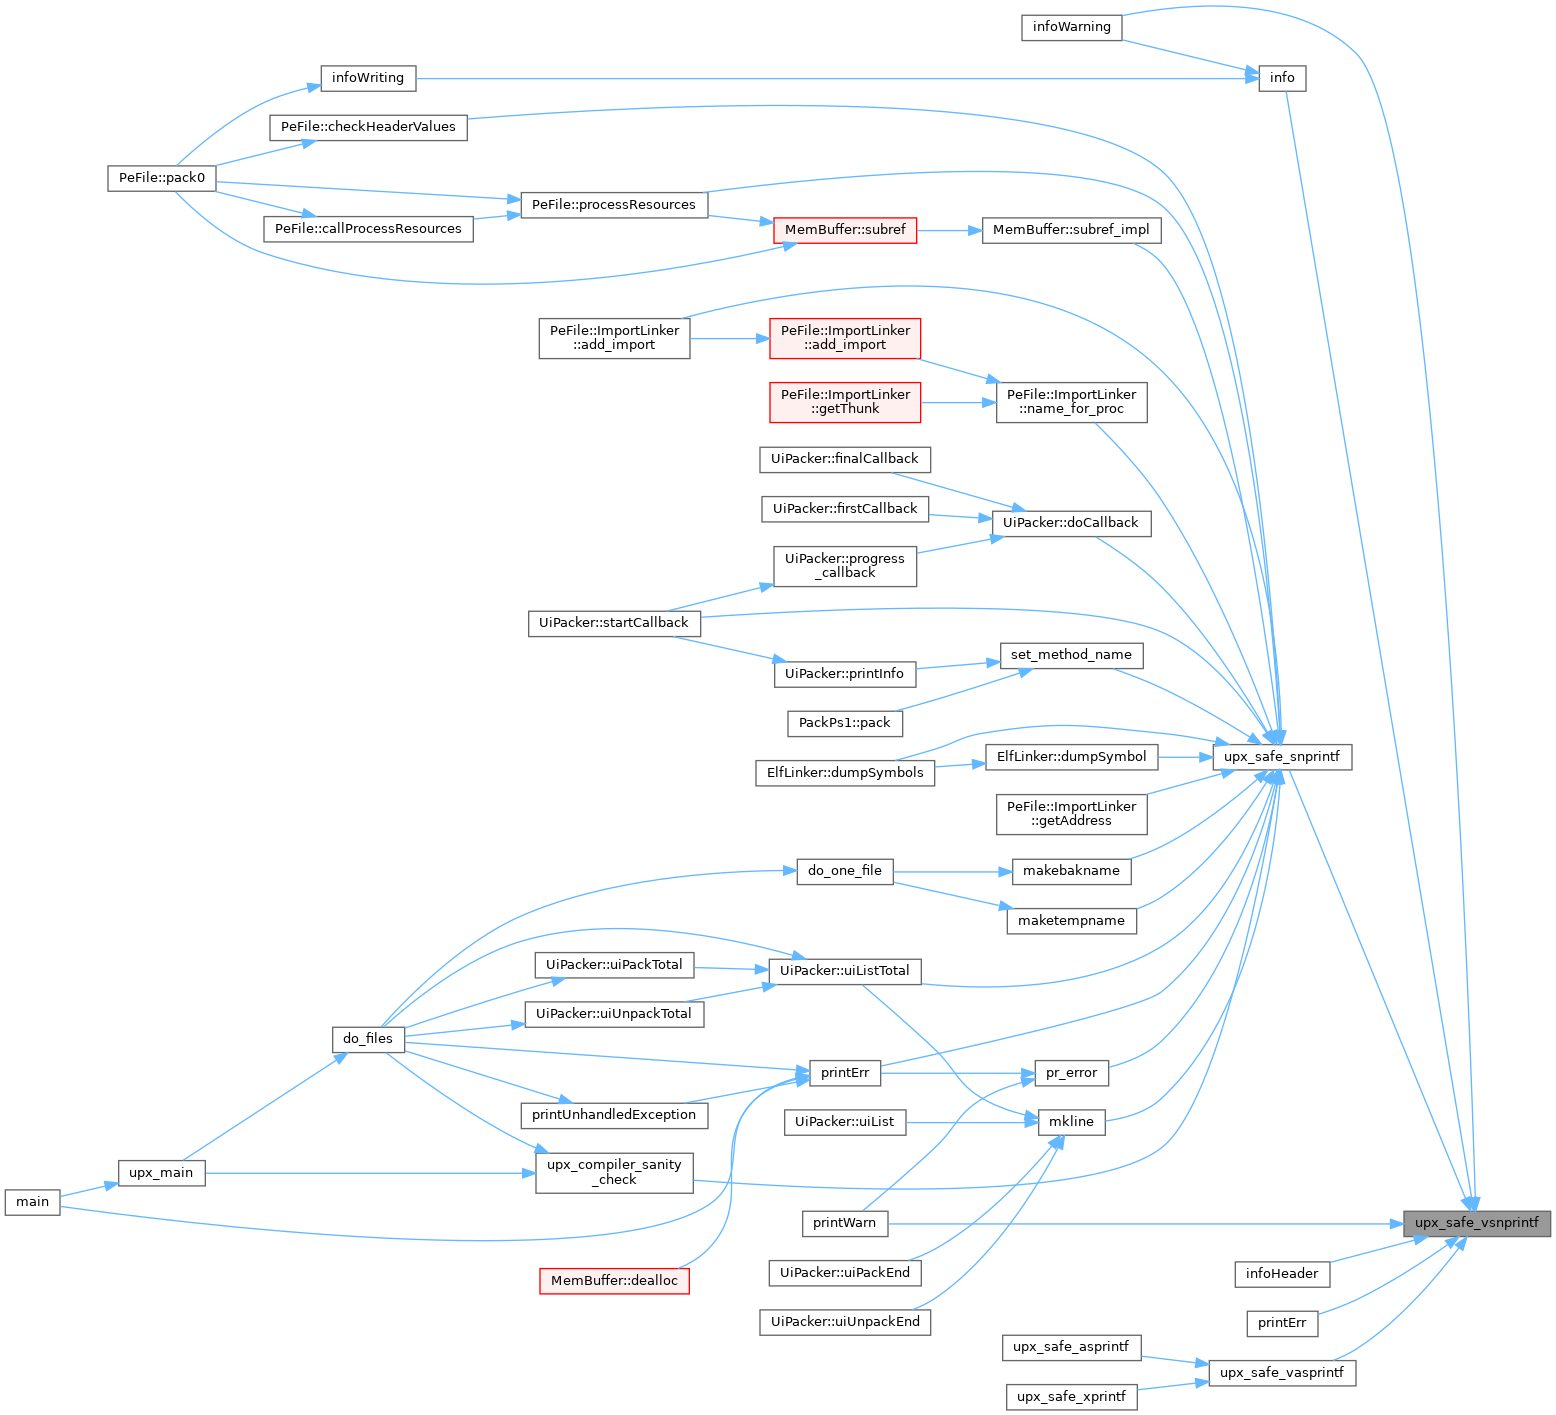 infoWarning
infoWriting
info
PeFile::checkHeaderValues
PeFile::pack0
PeFile::processResources
PeFile::callProcessResources
MemBuffer::subref
MemBuffer::subref_impl
PeFile::ImportLinker
::add_import
PeFile::ImportLinker
::add_import
PeFile::ImportLinker
::getThunk
PeFile::ImportLinker
::name_for_proc
UiPacker::finalCallback
UiPacker::firstCallback
UiPacker::doCallback
UiPacker::progress
_callback
UiPacker::startCallback
set_method_name
UiPacker::printInfo
PackPs1::pack
ElfLinker::dumpSymbol
upx_safe_snprintf
ElfLinker::dumpSymbols
PeFile::ImportLinker
::getAddress
do_one_file
makebakname
maketempname
UiPacker::uiPackTotal
UiPacker::uiListTotal
UiPacker::uiUnpackTotal
do_files
printErr
pr_error
printUnhandledException
UiPacker::uiList
mkline
upx_compiler_sanity
_check
upx_main
main
printWarn
upx_safe_vsnprintf
MemBuffer::dealloc
UiPacker::uiPackEnd
infoHeader
UiPacker::uiUnpackEnd
printErr
upx_safe_asprintf
upx_safe_vasprintf
upx_safe_xprintf